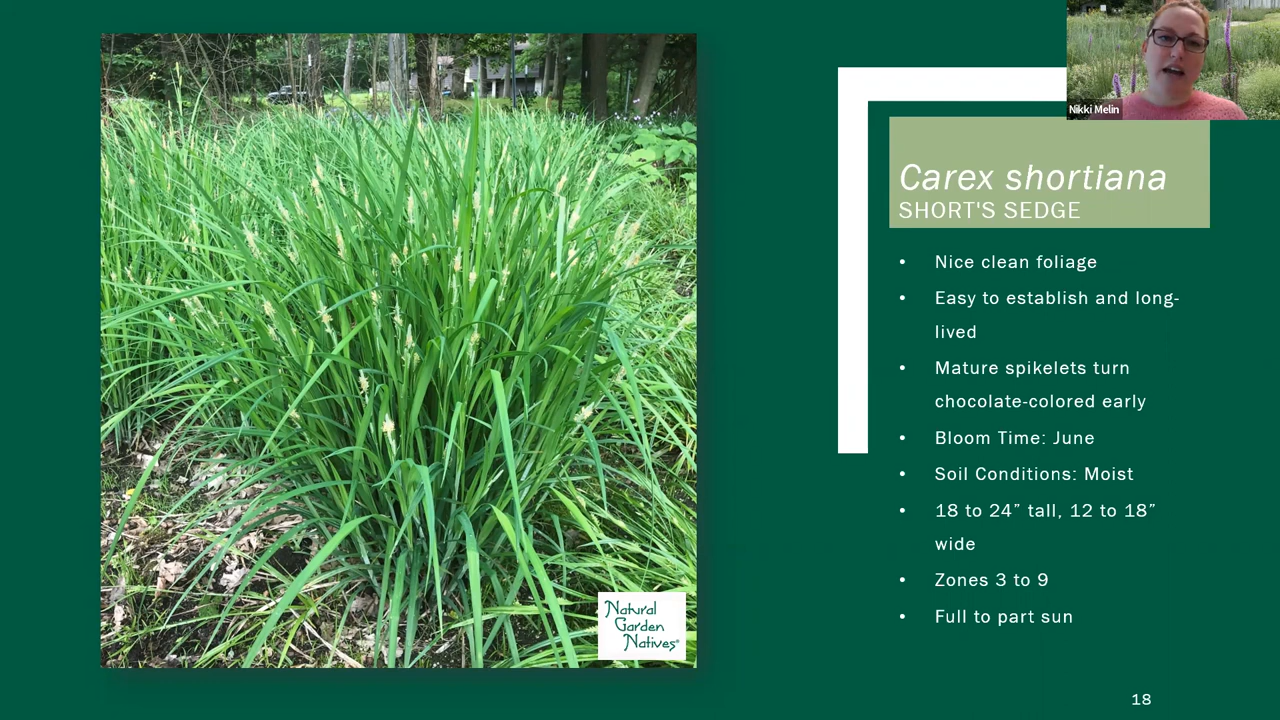 Nikki Melin
Carex shortiana
SHORT'S SEDGE
• Nice clean foliage
• Easy to establish and long-
lived
• Mature spikelets turn
chocolate-colored early
• Bloom Time: June
• Soil Conditions: Moist
• 18 to 24” tall, 12 to 18”
wide
• Zones 3 to 9
• Full to part sun
Natural
Garden
Natives®
18